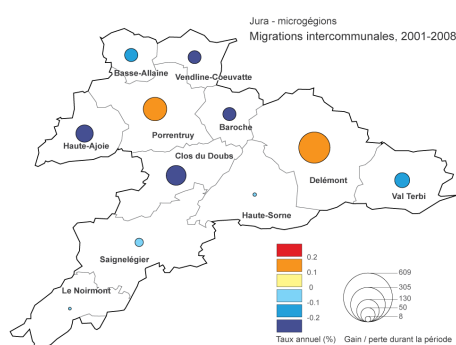 Jura - microgégions
Migrations intercommunales, 2001-2008
Basse-Allaine
Vendline-Coeuvatte
Porrentruy
Baroche
Haute-Ajoie
Clos du Doubs
Delémont
Val Terbi
Haute-Sorne
Saignelégier
Le Noirmont
0.2
0.1
0
-0.1
-0.2
609
305
130
50
8
Taux annuel (%)
Gain / perte durant la période